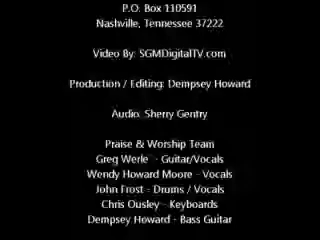 P.O. Box 110591
Nashville, Tennessee 37222
Video By: SGMDigitalTV.com
Production / Editing: Dempsey Howard
Audio: Sherry Gentry
Praise & Worship Team
Greg Werle - Guitar/Vocals
Wendy Howard Moore - Vocals
John Frost - Drums / Vocals
Chris Ousley - Keyboards
Dempsey Howard - Bass Guitar